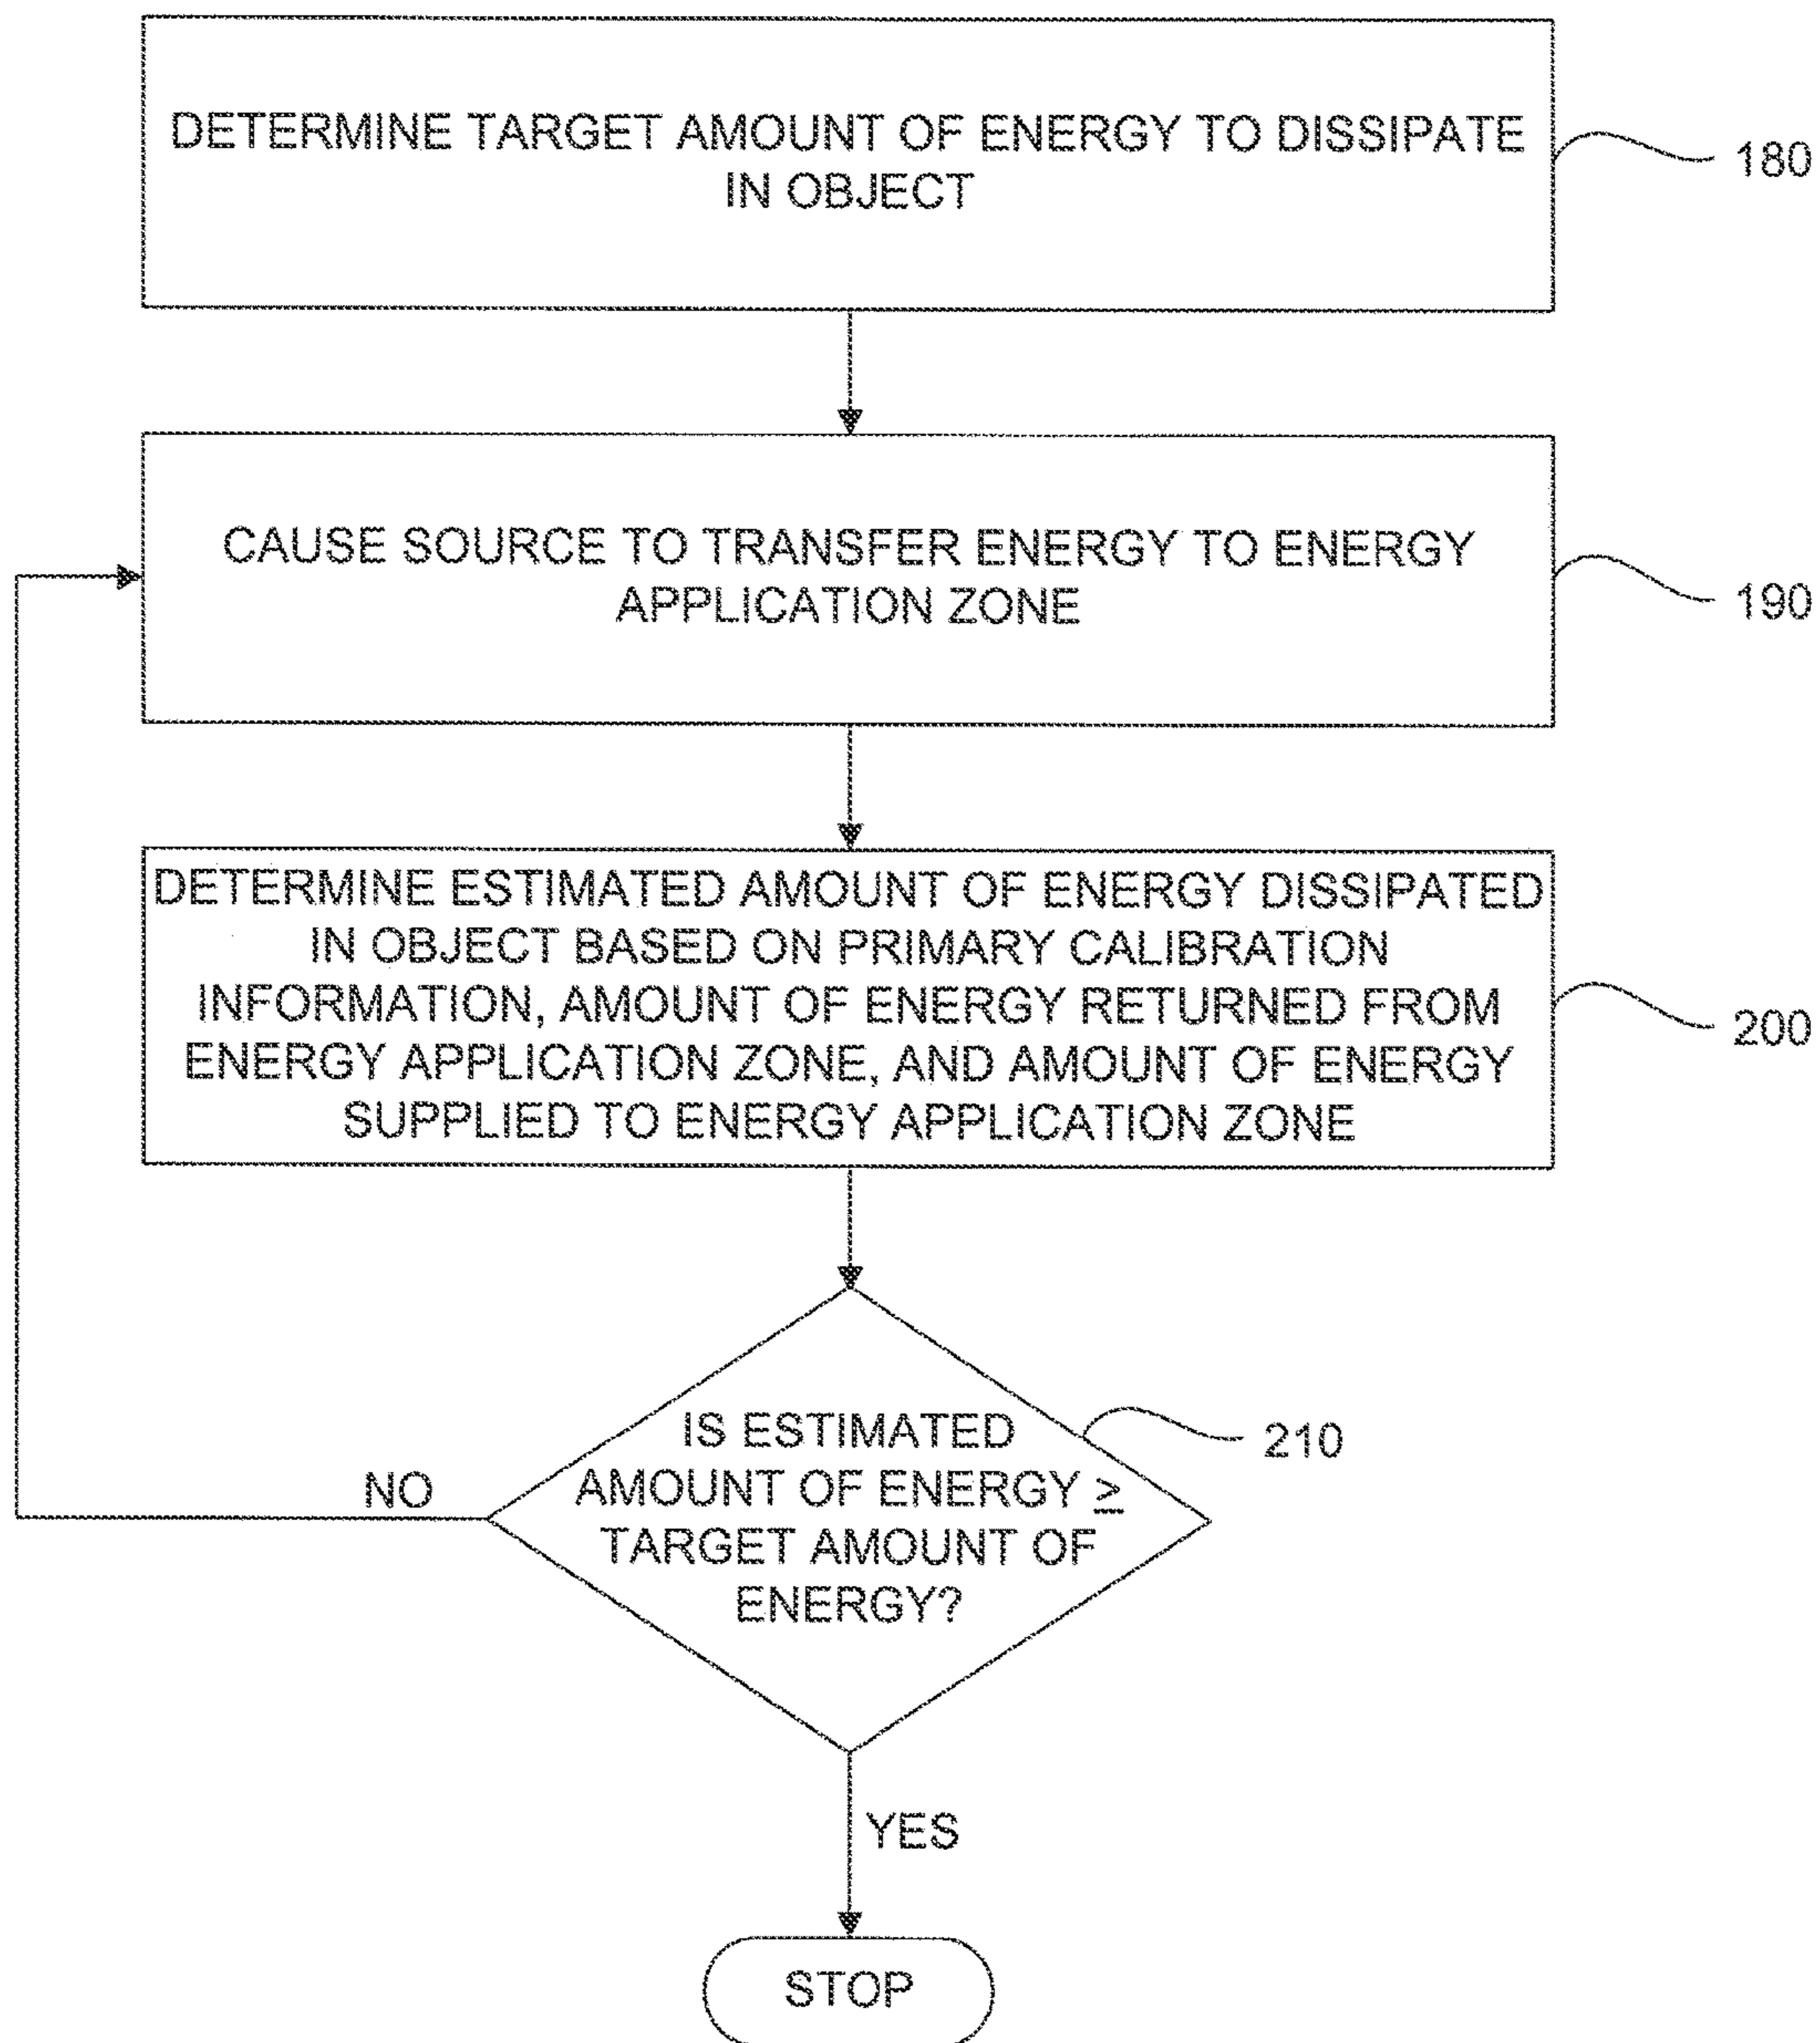 DETERMINE TARGET AMOUNT OF ENERGY TO DISSIPATE
IN OBJECT
180
CAUSE SOURCE TO TRANSFER ENERGY TO ENERGY
APPLICATION ZONE
190
DETERMINE ESTIMATED AMOUNT OF ENERGY DISSIPATED
IN OBJECT BASED ON PRIMARY CALIBRATION
INFORMATION, AMOUNT OF ENERGY RETURNED FROM
ENERGY APPLICATION ZONE, AND AMOUNT OF ENERGY
SUPPLIED TO ENERGY APPLICATION ZONE
200
IS ESTIMATED
AMOUNT OF ENERGY ≥
TARGET AMOUNT OF
ENERGY?
210
NO
YES
STOP